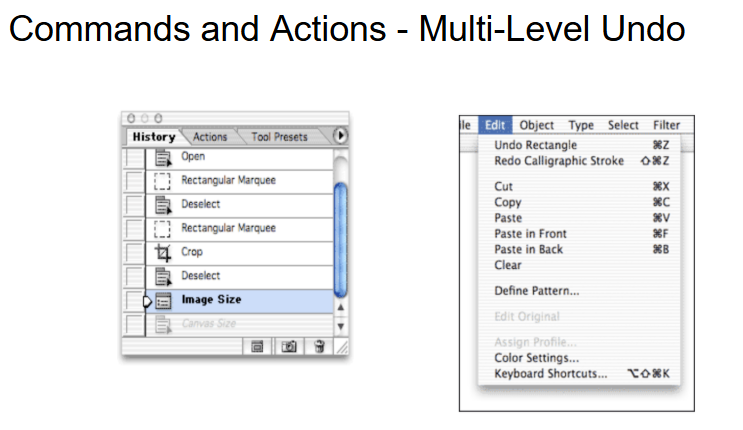 Commands and Actions - Multi-Level Undo
History Actions Tool Presets
Open
Rectangular Marquee
Deselect
Rectangular Marquee
Crop
Deselect
Image Size
Canvas Size
ile Edit Object Type Select Filter
Undo Rectangle ⌘Z
Redo Calligraphic Stroke ⇧⌘Z
Cut ⌘X
Copy ⌘C
Paste ⌘V
Paste in Front ⌘F
Paste in Back ⌘B
Clear
Define Pattern...
Edit Original
Assign Profile...
Color Settings...
Keyboard Shortcuts... ⌥⇧⌘K